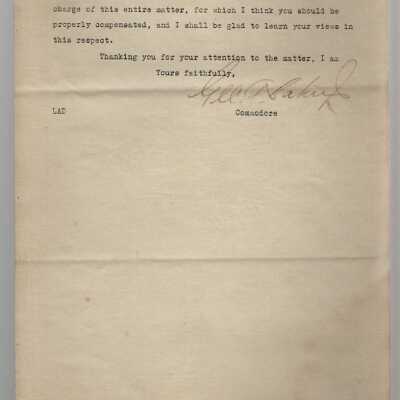 charge of this entire matter, for which I think you should be
properly compensated, and I shall be glad to learn your views in
this respect.
Thanking you for your attention to the matter, I am
Yours faithfully,
LAD
Commodore